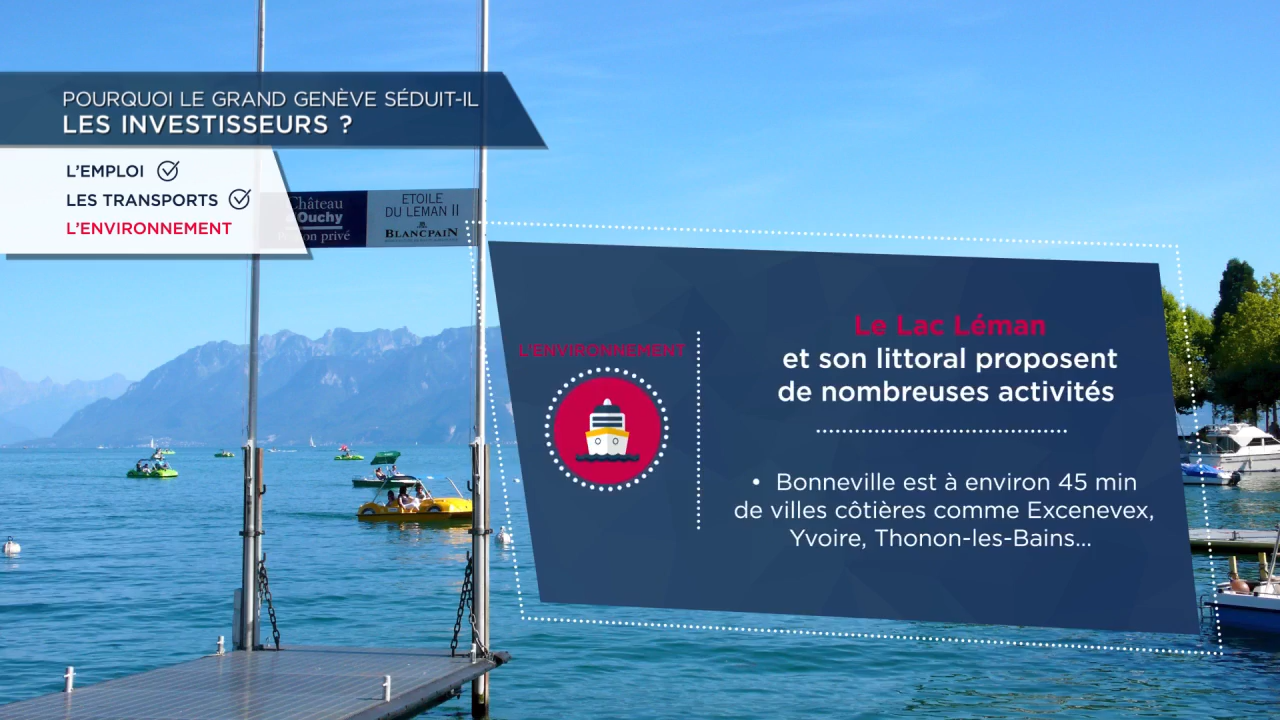 POURQUOI LE GRAND GENÈVE SÉDUIT-IL
LES INVESTISSEURS ?
L'EMPLOI
LES TRANSPORTS
L'ENVIRONNEMENT
Château
d'Ouchy
privé
ETOILE
DU LEMAN II
BLANCPAIN
L'ENVIRONNEMENT
Le Lac Léman
et son littoral proposent
de nombreuses activités
• Bonneville est à environ 45 min
de villes côtières comme Excenevex,
Yvoire, Thonon-les-Bains...